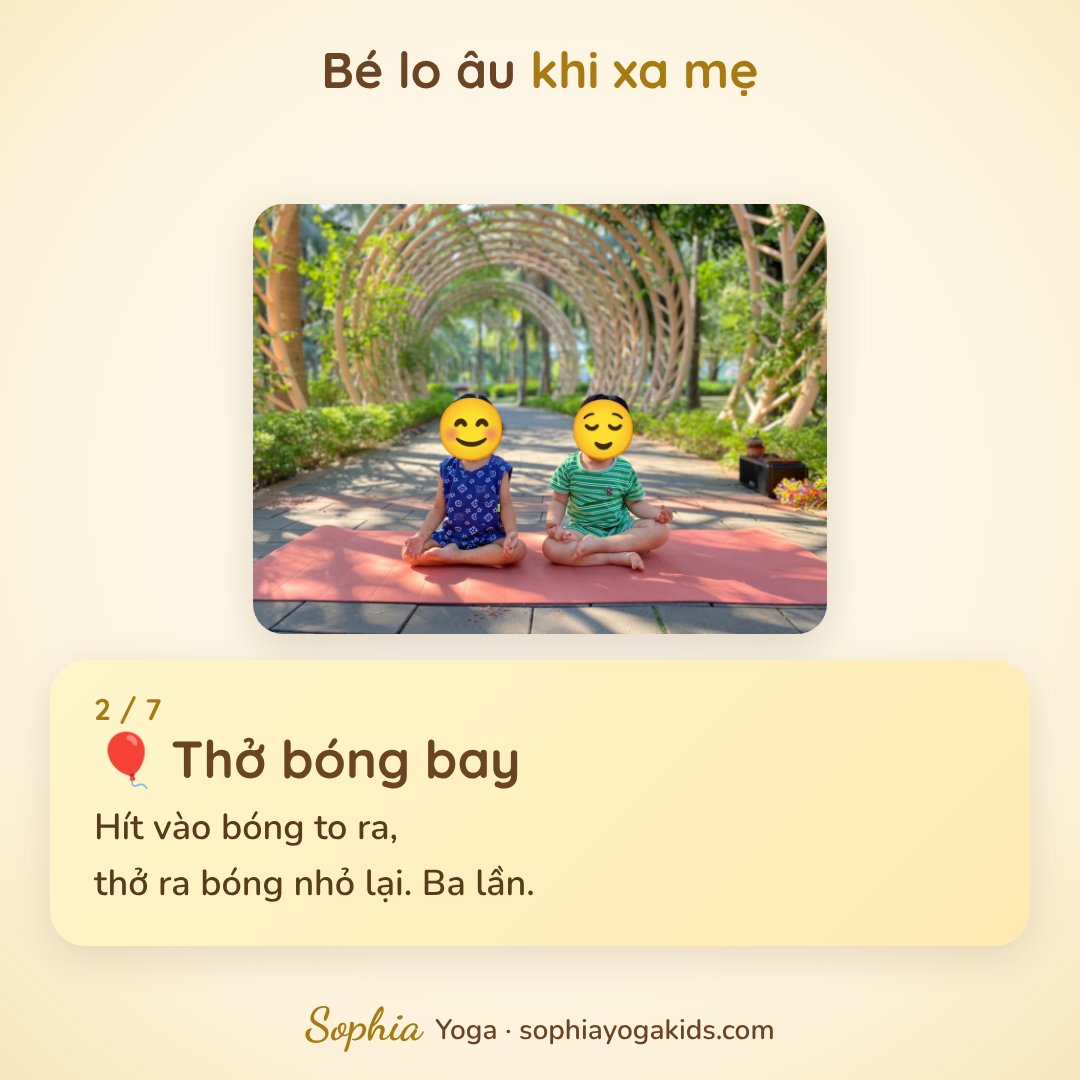 Bé lo âu khi xa mẹ
2 / 7
🎈 Thở bóng bay
Hít vào bóng to ra,
thở ra bóng nhỏ lại. Ba lần.
Sophia Yoga · sophiayogakids.com